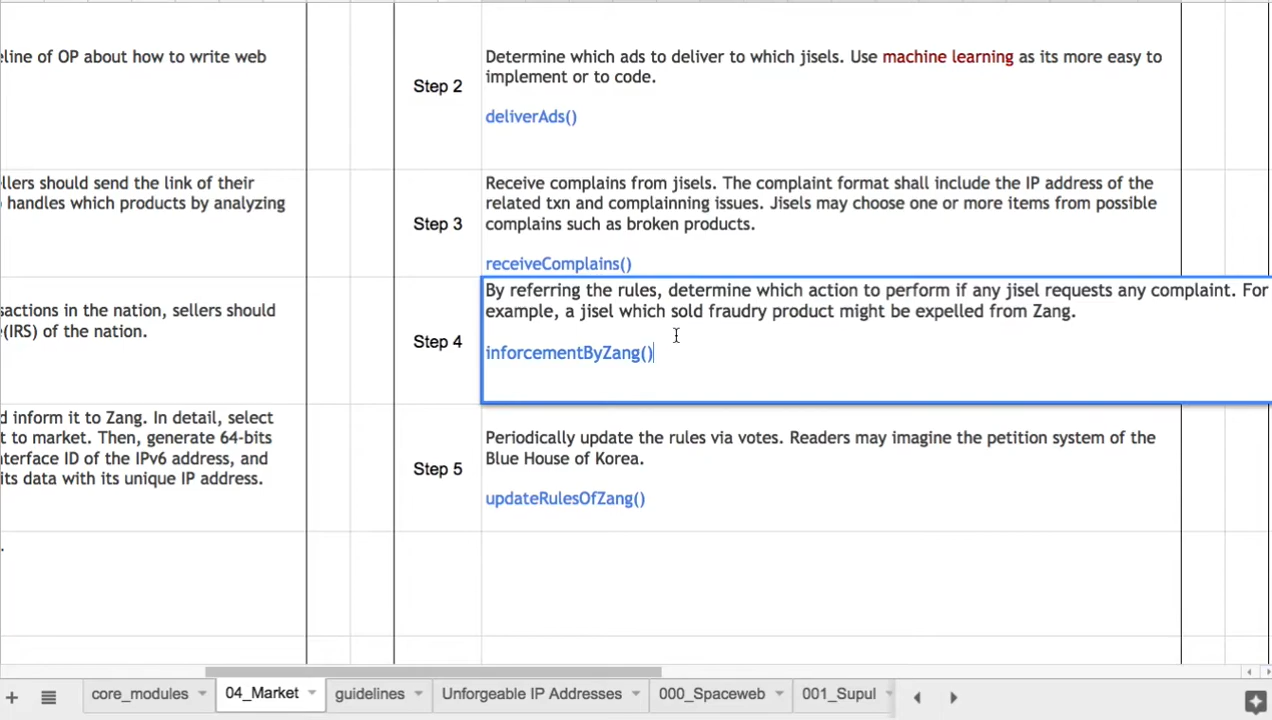 eline of OP about how to write web
ellers should send the link of their
handles which products by analyzing
sactions in the nation, sellers should
(IRS) of the nation.
d inform it to Zang. In detail, select
t to market. Then, generate 64-bits
nterface ID of the IPv6 address, and
its data with its unique IP address.
Step 2
Determine which ads to deliver to which jisels. Use machine learning as its more easy to
implement or to code.
deliverAds()
Step 3
Receive complains from jisels. The complaint format shall include the IP address of the
related txn and complainning issues. Jisels may choose one or more items from possible
complains such as broken products.
receiveComplains()
Step 4
By referring the rules, determine which action to perform if any jisel requests any complaint. For
example, a jisel which sold fraudry product might be expelled from Zang.
inforcementByZang()
Step 5
Periodically update the rules via votes. Readers may imagine the petition system of the
Blue House of Korea.
updateRulesOfZang()
core_modules
04_Market
guidelines
Unforgeable IP Addresses
000_Spaceweb
001_Supul